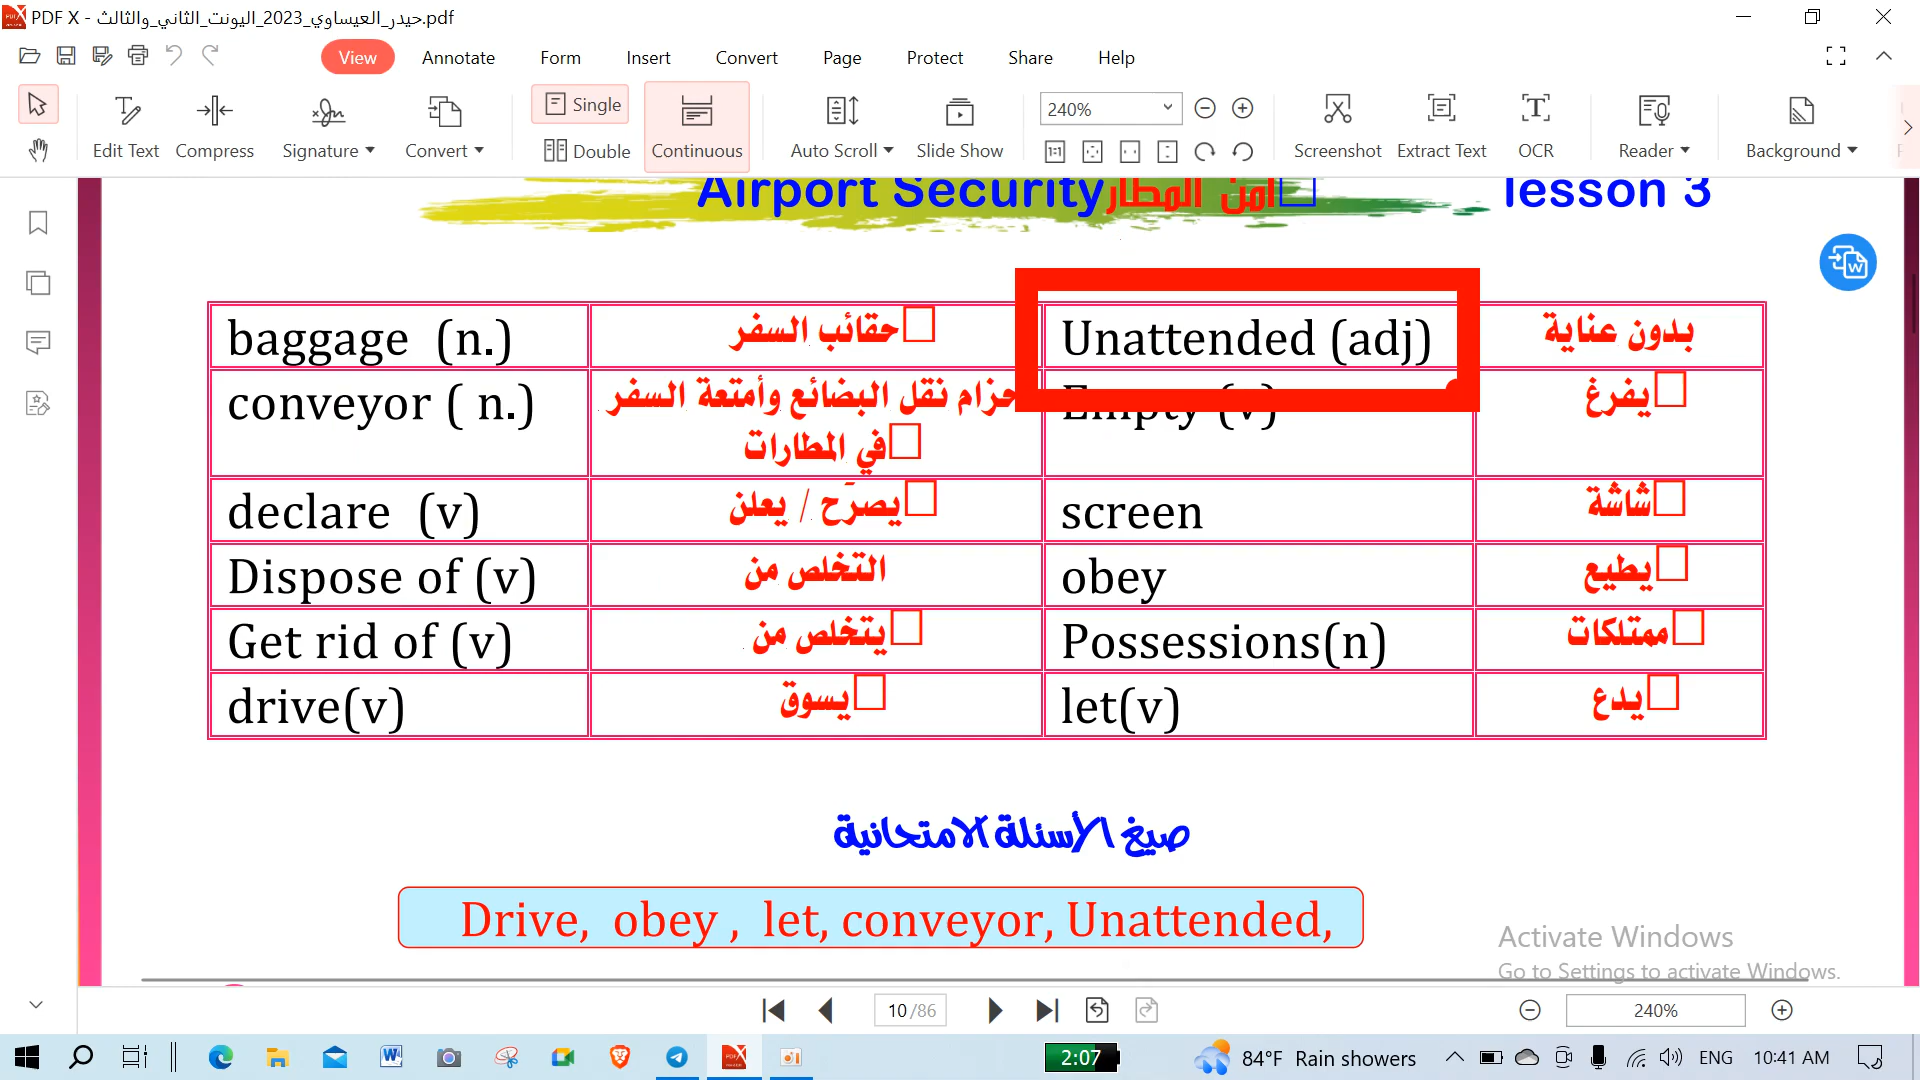 PDF X - حيدر_العيساوي_2023_اليونت_الثاني_والثالث.pdf
View Annotate Form Insert Convert Page Protect Share Help
Single 240%
Edit Text Compress Signature Convert Double Continuous Auto Scroll Slide Show Screenshot Extract Text OCR Reader Background
Airport Security امن المطار lesson 3
baggage (n.) حقائب السفر Unattended (adj) بدون عناية
conveyor ( n.) حزام نقل البضائع وأمتعة السفر Empty (v) يفرغ
في المطارات
declare (v) يصرّح / يعلن screen شاشة
Dispose of (v) التخلص من obey يطيع
Get rid of (v) يتخلص من Possessions(n) ممتلكات
drive(v) يسوق let(v) يدع
صيغ الأسئلة الامتحانية
Drive, obey , let, conveyor, Unattended,
Activate Windows
Go to Settings to activate Windows.
10 /86 240%
2:07 84°F Rain showers ENG 10:41 AM